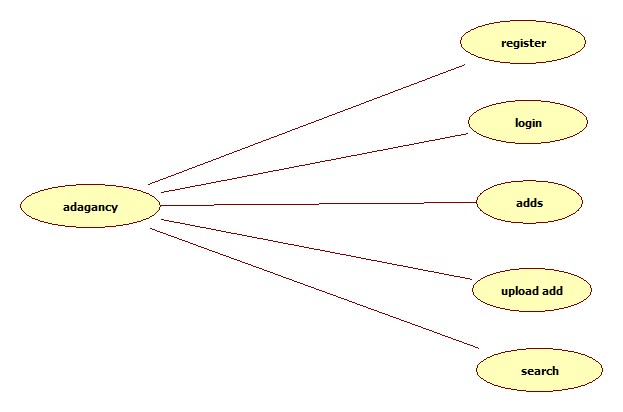 register
login
adagancy
adds
upload add
search